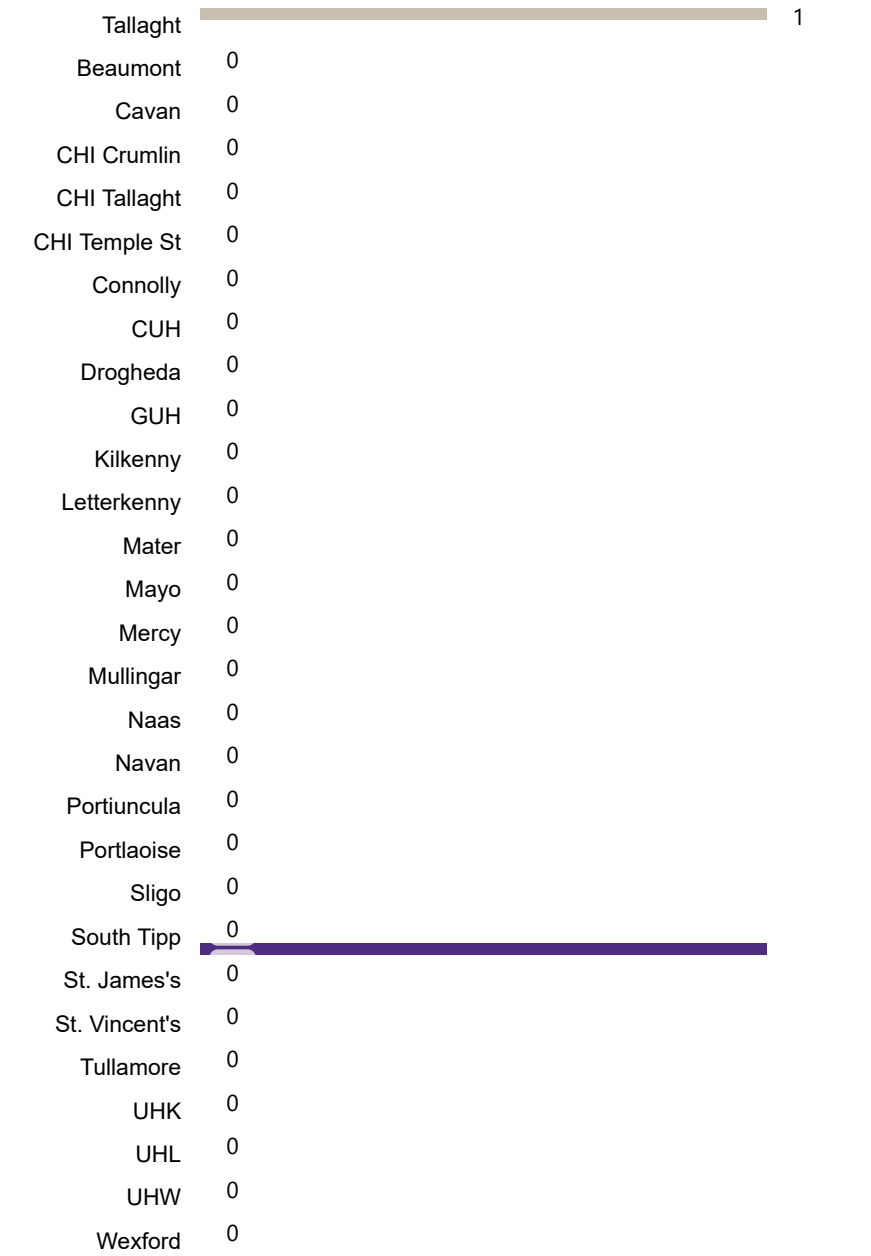 Tallaght 1
Beaumont 0
Cavan 0
CHI Crumlin 0
CHI Tallaght 0
CHI Temple St 0
Connolly 0
CUH 0
Drogheda 0
GUH 0
Kilkenny 0
Letterkenny 0
Mater 0
Mayo 0
Mercy 0
Mullingar 0
Naas 0
Navan 0
Portiuncula 0
Portlaoise 0
Sligo 0
South Tipp 0
St. James's 0
St. Vincent's 0
Tullamore 0
UHK 0
UHL 0
UHW 0
Wexford 0